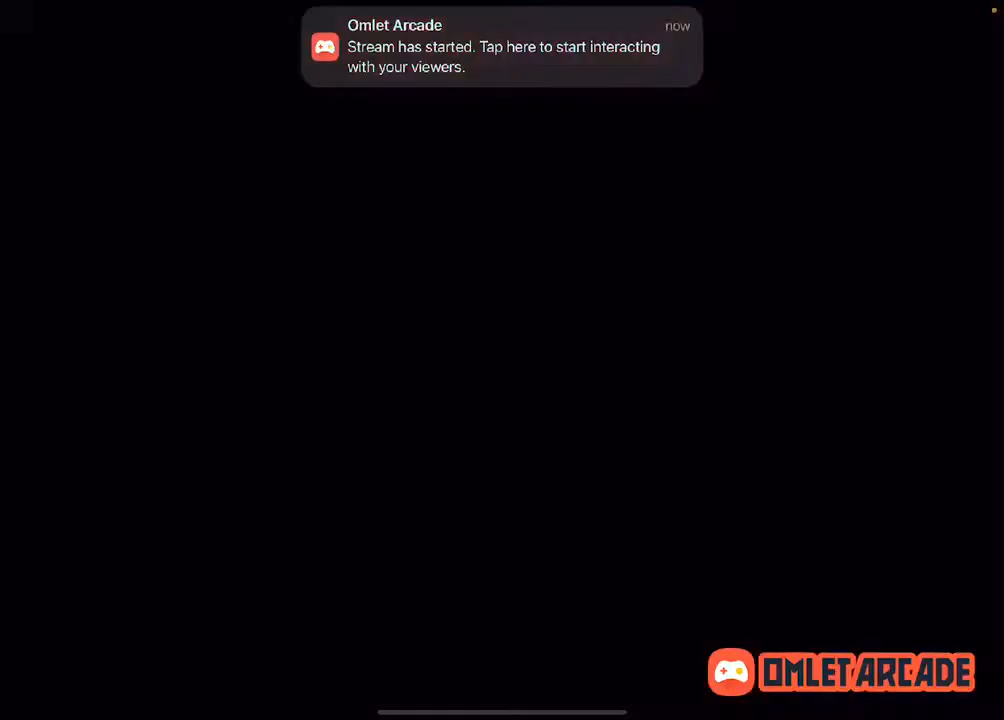 Omlet Arcade
now
Stream has started. Tap here to start interacting
with your viewers.
OMLET ARCADE